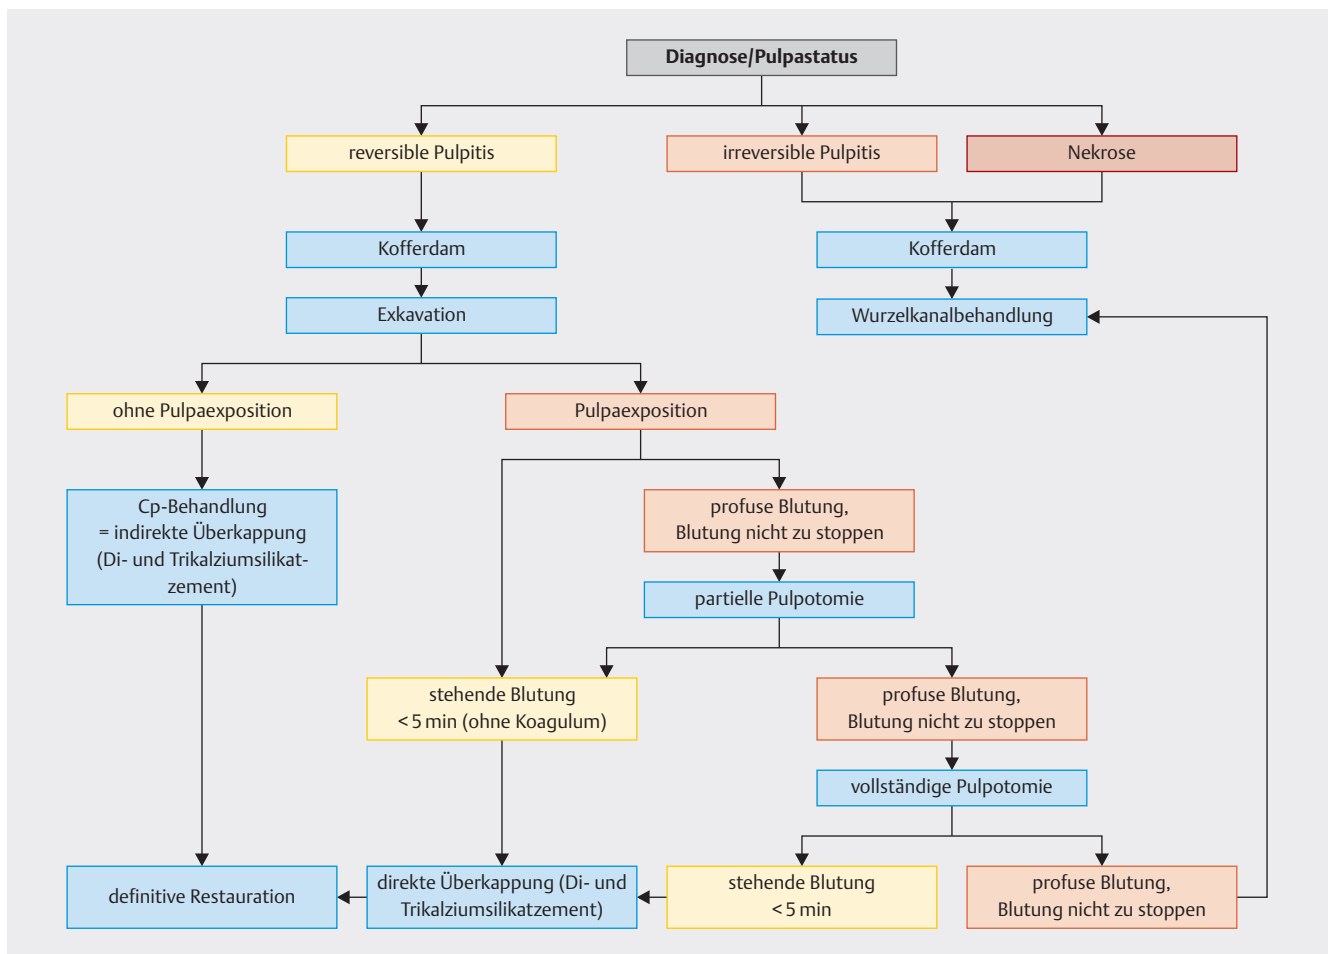 Diagnose/Pulpastatus
reversible Pulpitis
irreversible Pulpitis
Nekrose
Kofferdam
Kofferdam
Exkavation
Wurzelkanalbehandlung
ohne Pulpaexposition
Pulpaexposition
Cp-Behandlung
= indirekte Überkappung
(Di- und Trikalziumsilikat-
zement)
profuse Blutung,
Blutung nicht zu stoppen
partielle Pulpotomie
stehende Blutung
< 5 min (ohne Koagulum)
profuse Blutung,
Blutung nicht zu stoppen
vollständige Pulpotomie
definitive Restauration
direkte Überkappung (Di- und
Trikalziumsilikatzement)
stehende Blutung
< 5 min
profuse Blutung,
Blutung nicht zu stoppen